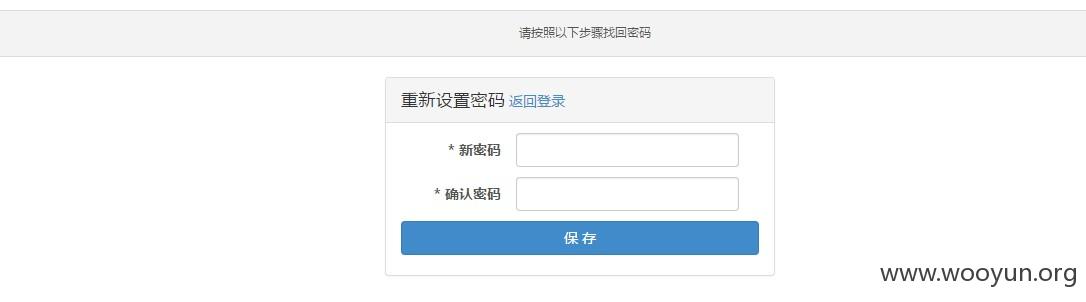 请按照以下步骤找回密码
重新设置密码 返回登录
* 新密码
* 确认密码
保 存
www.wooyun.org